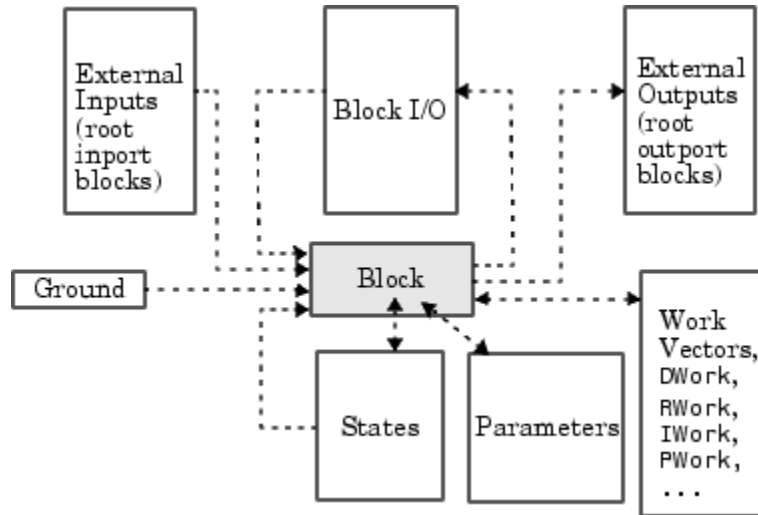 External
Inputs
(root
inport
blocks)
Block I/O
External
Outputs
(root
outport
blocks)
Ground
Block
States
Parameters
Work
Vectors,
DWork,
RWork,
IWork,
PWork,
...